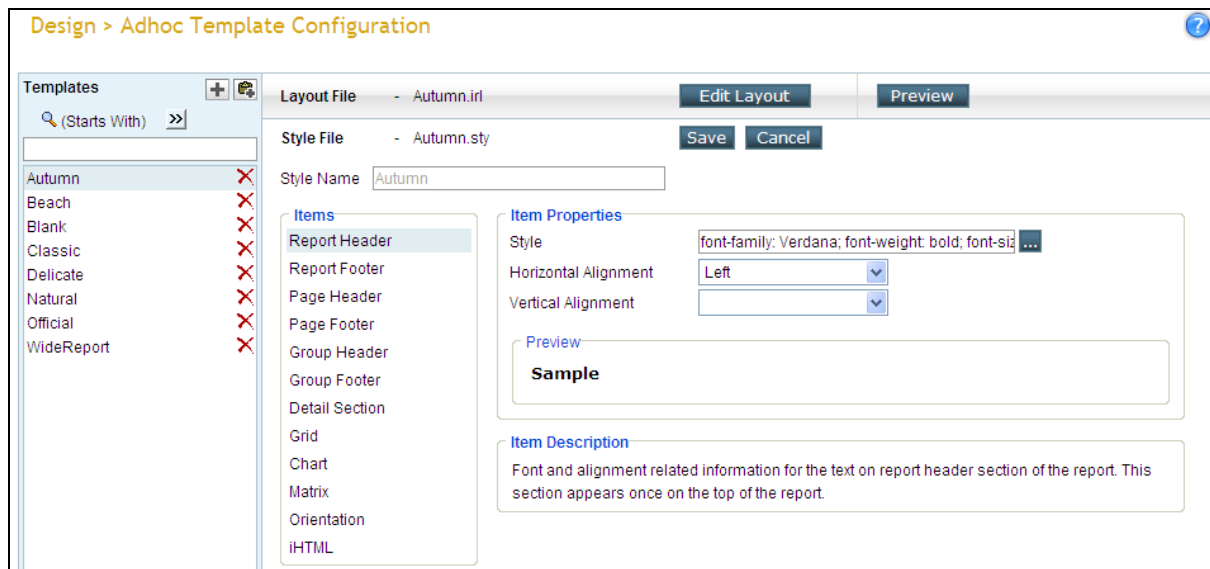 Design > Adhoc Template Configuration
?
Templates
(Starts With) >>
Autumn
Beach
Blank
Classic
Delicate
Natural
Official
WideReport
Layout File - Autumn.irl Edit Layout Preview
Style File - Autumn.sty Save Cancel
Style Name Autumn
Items
Report Header
Report Footer
Page Header
Page Footer
Group Header
Group Footer
Detail Section
Grid
Chart
Matrix
Orientation
iHTML
Item Properties
Style font-family: Verdana; font-weight: bold; font-siz ...
Horizontal Alignment Left
Vertical Alignment
Preview
Sample
Item Description
Font and alignment related information for the text on report header section of the report. This
section appears once on the top of the report.